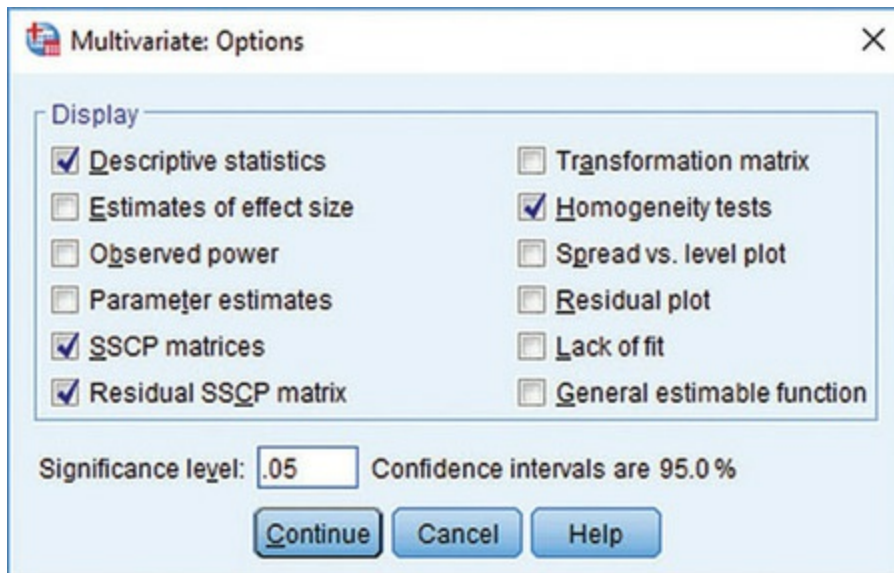 Multivariate: Options
Display
Descriptive statistics
Transformation matrix
Estimates of effect size
Homogeneity tests
Observed power
Spread vs. level plot
Parameter estimates
Residual plot
SSCP matrices
Lack of fit
Residual SSCP matrix
General estimable function
Significance level: .05 Confidence intervals are 95.0 %
Continue Cancel Help